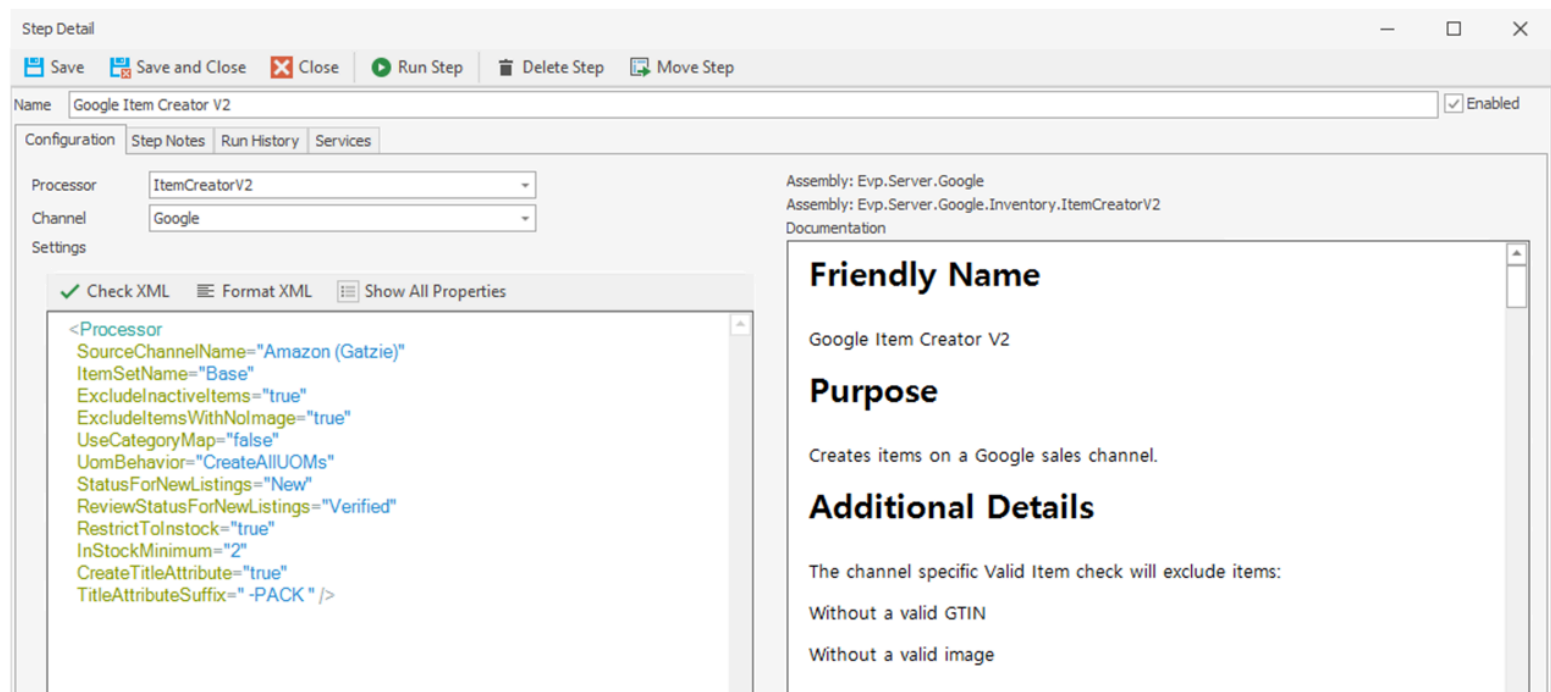 Step Detail
Save Save and Close Close Run Step Delete Step Move Step
Name Google Item Creator V2 Enabled
Configuration Step Notes Run History Services
Processor ItemCreatorV2
Channel Google
Settings
Check XML Format XML Show All Properties
<Processor
SourceChannelName="Amazon (Gatzie)"
ItemSetName="Base"
ExcludeInactiveItems="true"
ExcludeItemsWithNoImage="true"
UseCategoryMap="false"
UomBehavior="CreateAllUOMs"
StatusForNewListings="New"
ReviewStatusForNewListings="Verified"
RestrictToInstock="true"
InStockMinimum="2"
CreateTitleAttribute="true"
TitleAttributeSuffix=" -PACK " />
Assembly: Evp.Server.Google
Assembly: Evp.Server.Google.Inventory.ItemCreatorV2
Documentation
Friendly Name
Google Item Creator V2
Purpose
Creates items on a Google sales channel.
Additional Details
The channel specific Valid Item check will exclude items:
Without a valid GTIN
Without a valid image